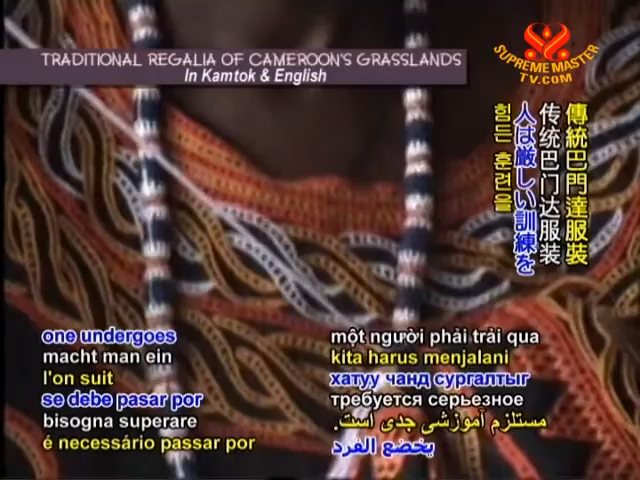 TRADITIONAL REGALIA OF CAMEROON'S GRASSLANDS
In Kamtok & English
SUPREME MASTER
TV.COM
傳統巴門達服裝
传统巴门达服装
人は厳しい訓練を
힘든 훈련을
one undergoes
macht man ein
l'on suit
se debe pasar por
bisogna superare
é necessário passar por
một người phải trải qua
kita harus menjalani
хатуу чанд сургалтыг
требуется серьезное
مستلزم آموزشی جدی است.
يخضع الفرد